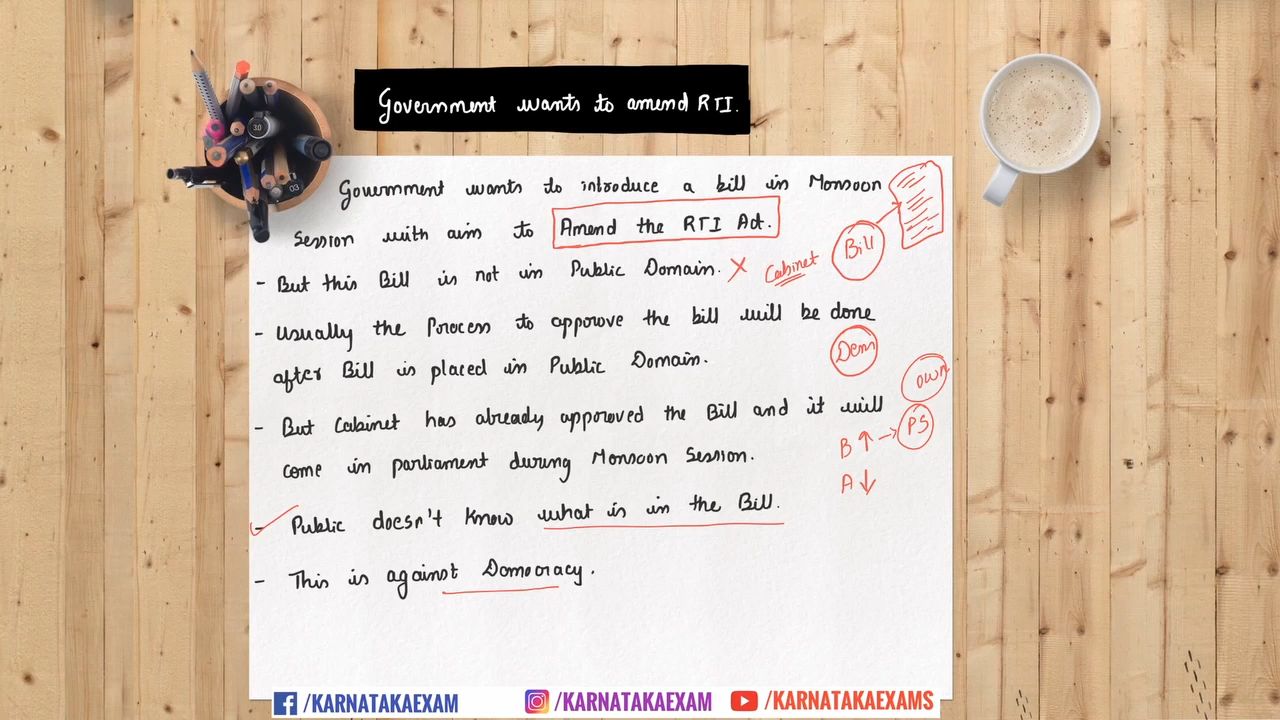 Government wants to amend RTI.
Government wants to introduce a bill in Monsoon
Session with aim to Amend the RTI Act.
- But this Bill is not in Public Domain. X Cabinet Bill
- Usually the Process to approve the bill will be done
Dem
after Bill is placed in Public Domain.
own
- But Cabinet has already approved the Bill and it will
PS
B ↑ →
come in parliament during Monsoon Session.
A ↓
- Public doesn't know what is in the Bill.
- This is against Domocracy.
30
03
/KARNATAKAEXAM /KARNATAKAEXAM /KARNATAKAEXAMS